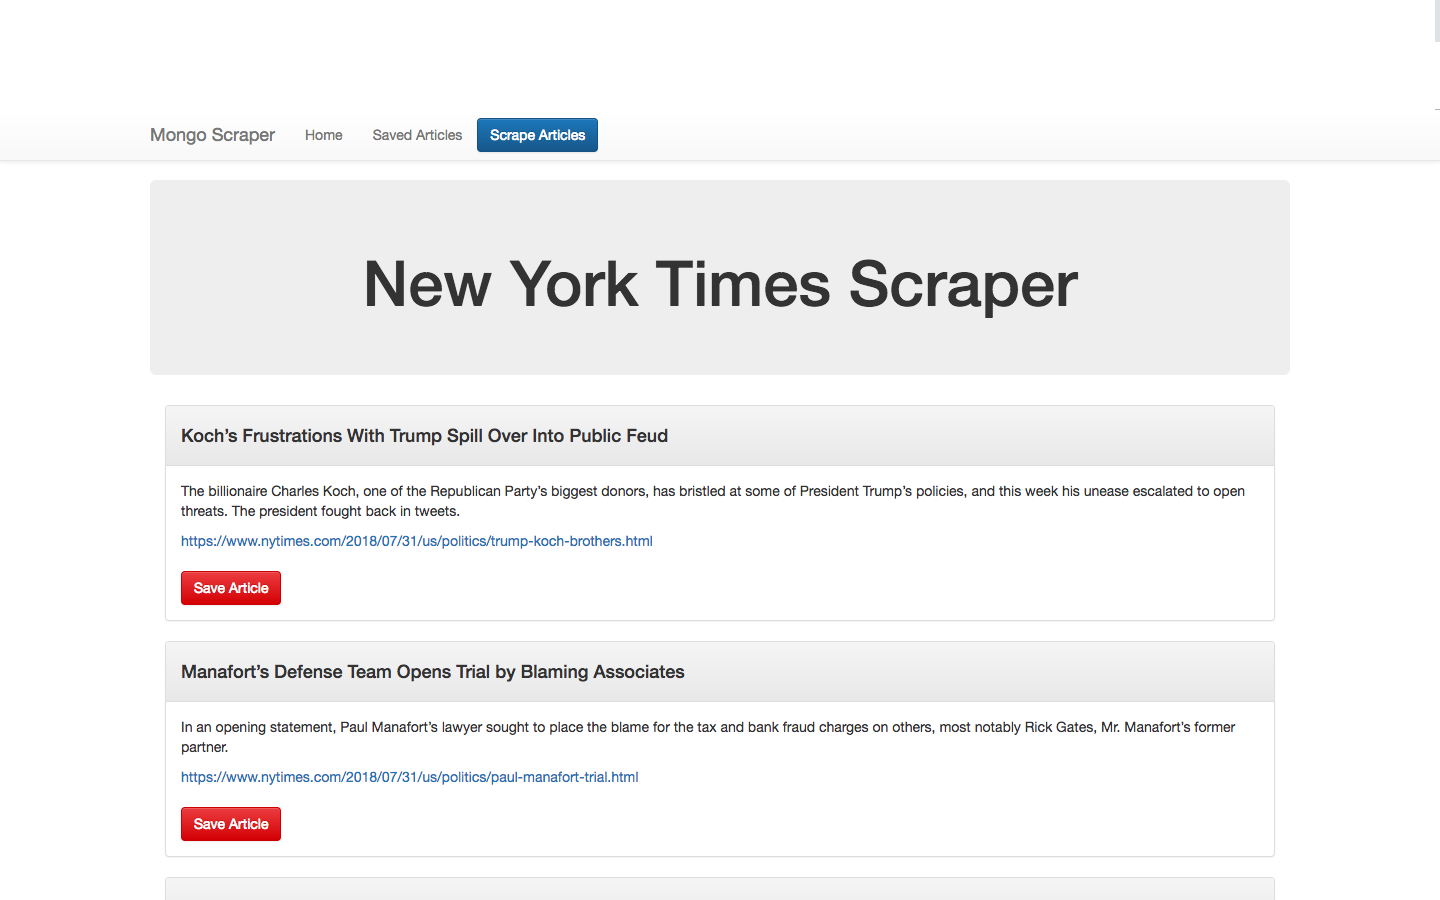 Mongo Scraper Home Saved Articles Scrape Articles
New York Times Scraper
Koch’s Frustrations With Trump Spill Over Into Public Feud
The billionaire Charles Koch, one of the Republican Party’s biggest donors, has bristled at some of President Trump’s policies, and this week his unease escalated to open
threats. The president fought back in tweets.
https://www.nytimes.com/2018/07/31/us/politics/trump-koch-brothers.html
Save Article
Manafort’s Defense Team Opens Trial by Blaming Associates
In an opening statement, Paul Manafort’s lawyer sought to place the blame for the tax and bank fraud charges on others, most notably Rick Gates, Mr. Manafort’s former
partner.
https://www.nytimes.com/2018/07/31/us/politics/paul-manafort-trial.html
Save Article